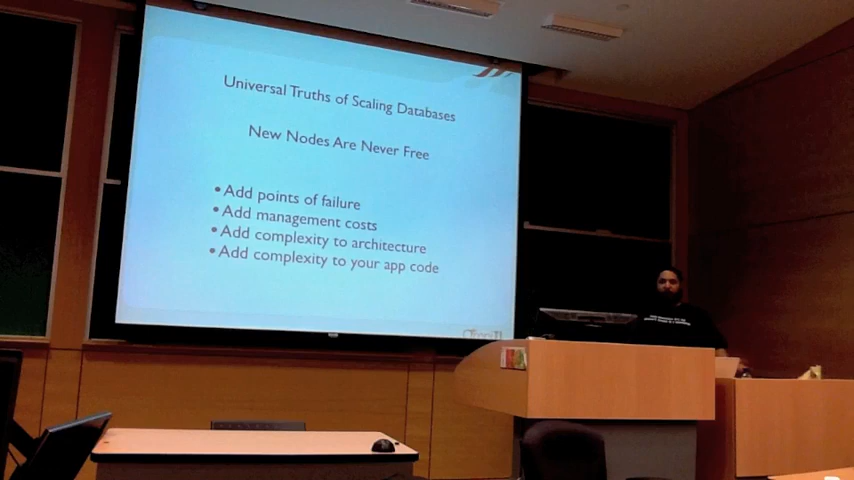 Universal Truths of Scaling Databases
New Nodes Are Never Free
• Add points of failure
• Add management costs
• Add complexity to architecture
• Add complexity to your app code
OmniTI